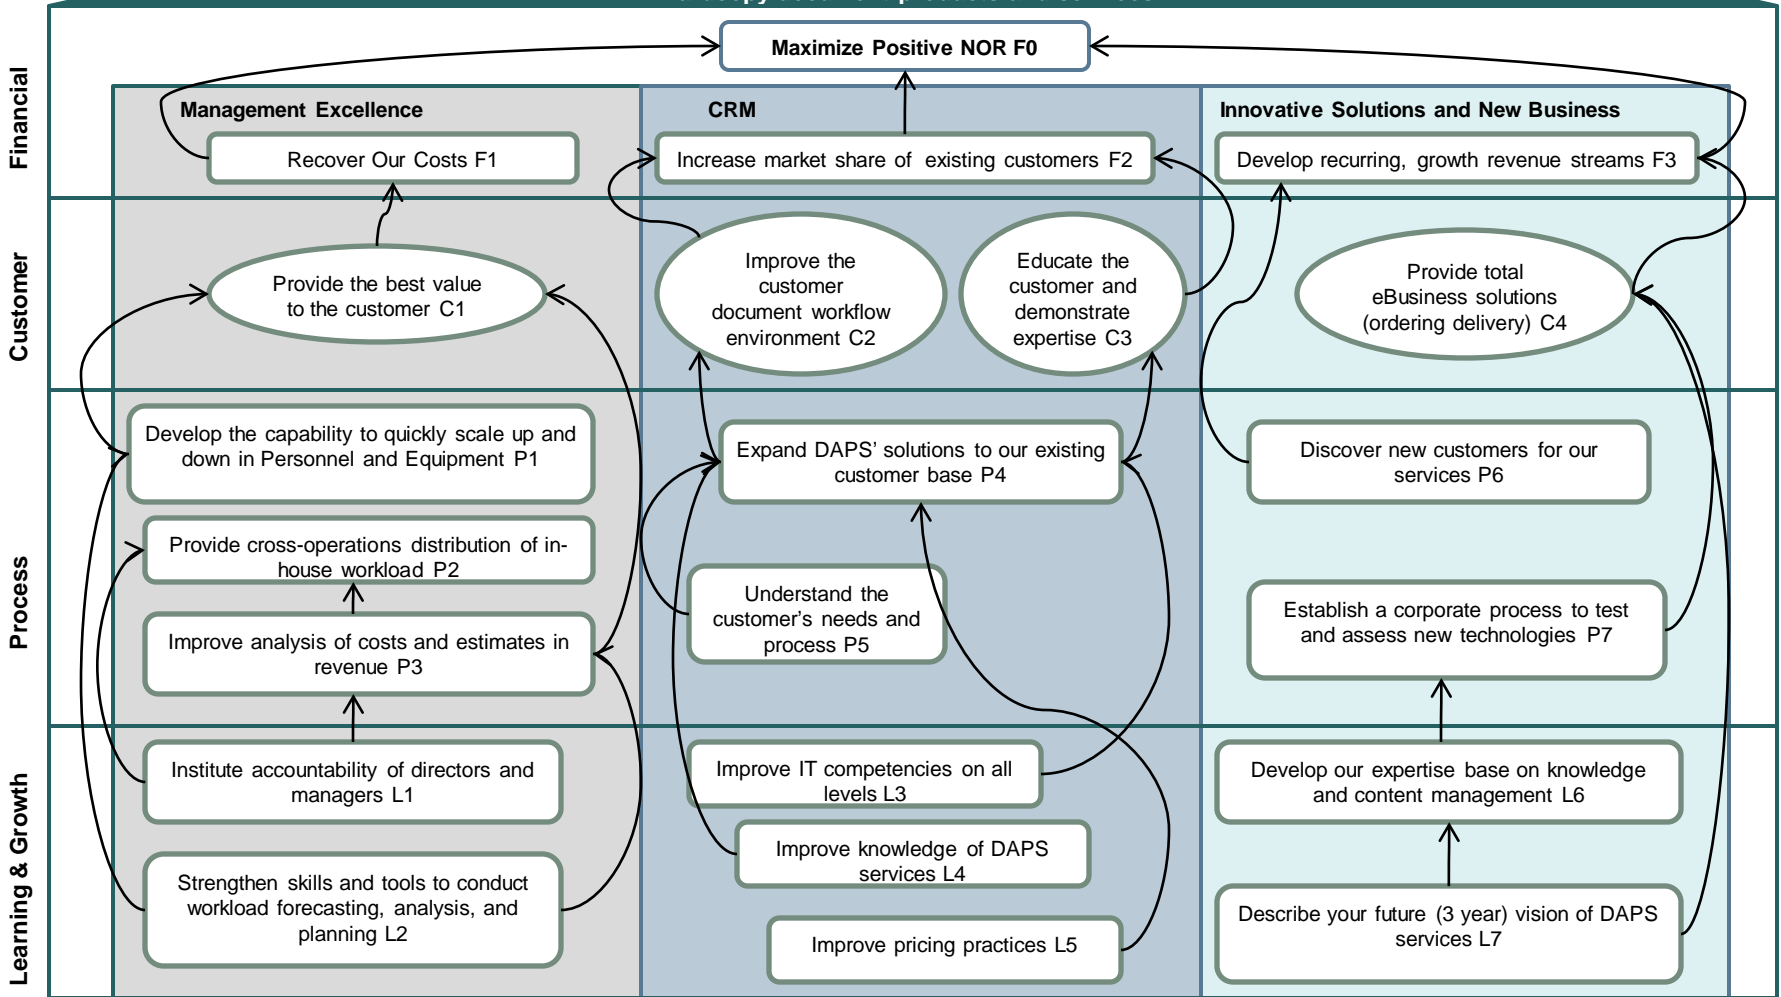 Maximize Positive NOR F0
Financial
Management Excellence
CRM
Innovative Solutions and New Business
Recover Our Costs F1
Increase market share of existing customers F2
Develop recurring, growth revenue streams F3
Customer
Provide the best value
to the customer C1
Improve the
customer
document workflow
environment C2
Educate the
customer and
demonstrate
expertise C3
Provide total
eBusiness solutions
(ordering delivery) C4
Process
Develop the capability to quickly scale up and
down in Personnel and Equipment P1
Provide cross-operations distribution of in-
house workload P2
Improve analysis of costs and estimates in
revenue P3
Expand DAPS’ solutions to our existing
customer base P4
Understand the
customer’s needs and
process P5
Discover new customers for our
services P6
Establish a corporate process to test
and assess new technologies P7
Learning & Growth
Institute accountability of directors and
managers L1
Strengthen skills and tools to conduct
workload forecasting, analysis, and
planning L2
Improve IT competencies on all
levels L3
Improve knowledge of DAPS
services L4
Improve pricing practices L5
Develop our expertise base on knowledge
and content management L6
Describe your future (3 year) vision of DAPS
services L7